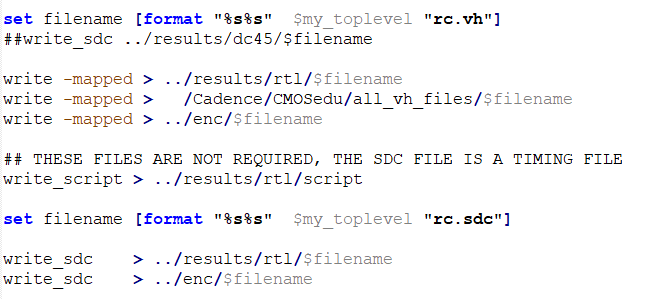 set filename [format "%s%s"  $my_toplevel "rc.vh"]
##write_sdc ../results/dc45/$filename
write -mapped > ../results/rtl/$filename
write -mapped >   /Cadence/CMOSedu/all_vh_files/$filename
write -mapped > ../enc/$filename
## THESE FILES ARE NOT REQUIRED, THE SDC FILE IS A TIMING FILE
write_script > ../results/rtl/script
set filename [format "%s%s"  $my_toplevel "rc.sdc"]
write_sdc    > ../results/rtl/$filename
write_sdc    > ../enc/$filename